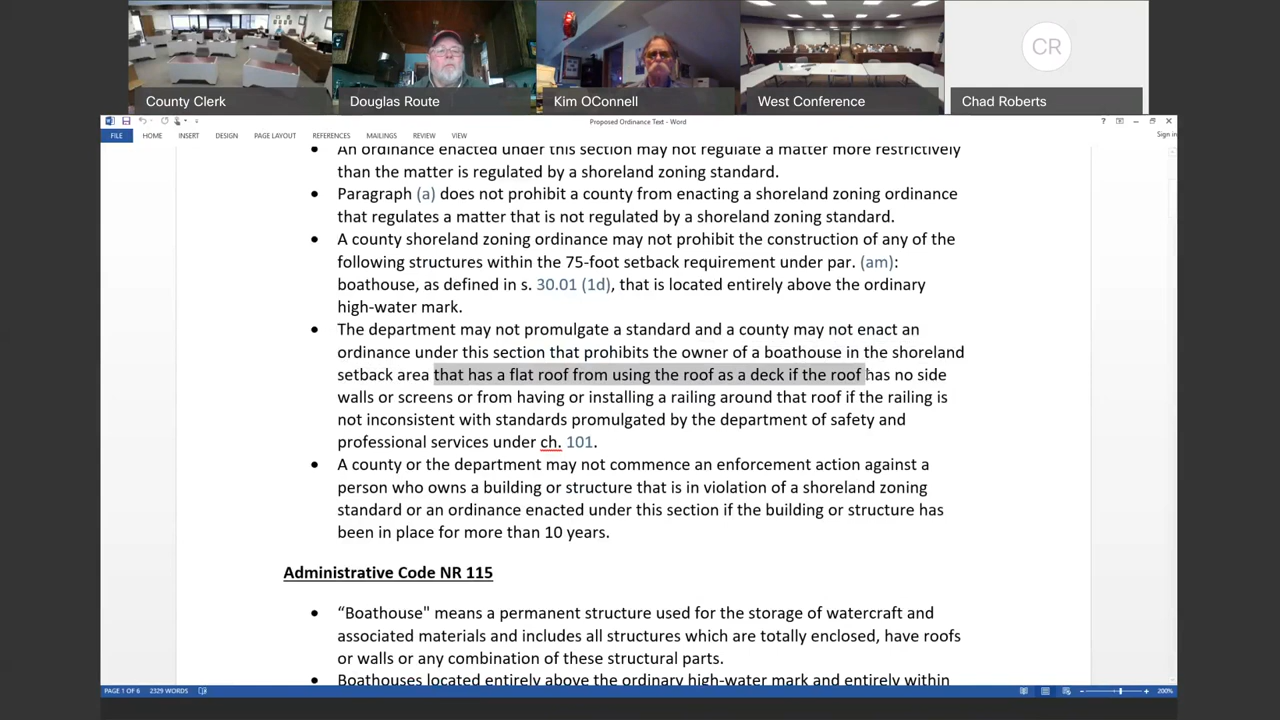 CR
County Clerk
Douglas Route
Kim OConnell
West Conference
Chad Roberts
Proposed Ordinance Text - Word
?
FILE HOME INSERT DESIGN PAGE LAYOUT REFERENCES MAILINGS REVIEW VIEW
Sign in
• An ordinance enacted under this section may not regulate a matter more restrictively
than the matter is regulated by a shoreland zoning standard.
• Paragraph (a) does not prohibit a county from enacting a shoreland zoning ordinance
that regulates a matter that is not regulated by a shoreland zoning standard.
• A county shoreland zoning ordinance may not prohibit the construction of any of the
following structures within the 75-foot setback requirement under par. (am):
boathouse, as defined in s. 30.01 (1d), that is located entirely above the ordinary
high-water mark.
• The department may not promulgate a standard and a county may not enact an
ordinance under this section that prohibits the owner of a boathouse in the shoreland
setback area that has a flat roof from using the roof as a deck if the roof has no side
walls or screens or from having or installing a railing around that roof if the railing is
not inconsistent with standards promulgated by the department of safety and
professional services under ch. 101.
• A county or the department may not commence an enforcement action against a
person who owns a building or structure that is in violation of a shoreland zoning
standard or an ordinance enacted under this section if the building or structure has
been in place for more than 10 years.
Administrative Code NR 115
• “Boathouse" means a permanent structure used for the storage of watercraft and
associated materials and includes all structures which are totally enclosed, have roofs
or walls or any combination of these structural parts.
• Boathouses located entirely above the ordinary high-water mark and entirely within
PAGE 1 OF 6 2329 WORDS
200%